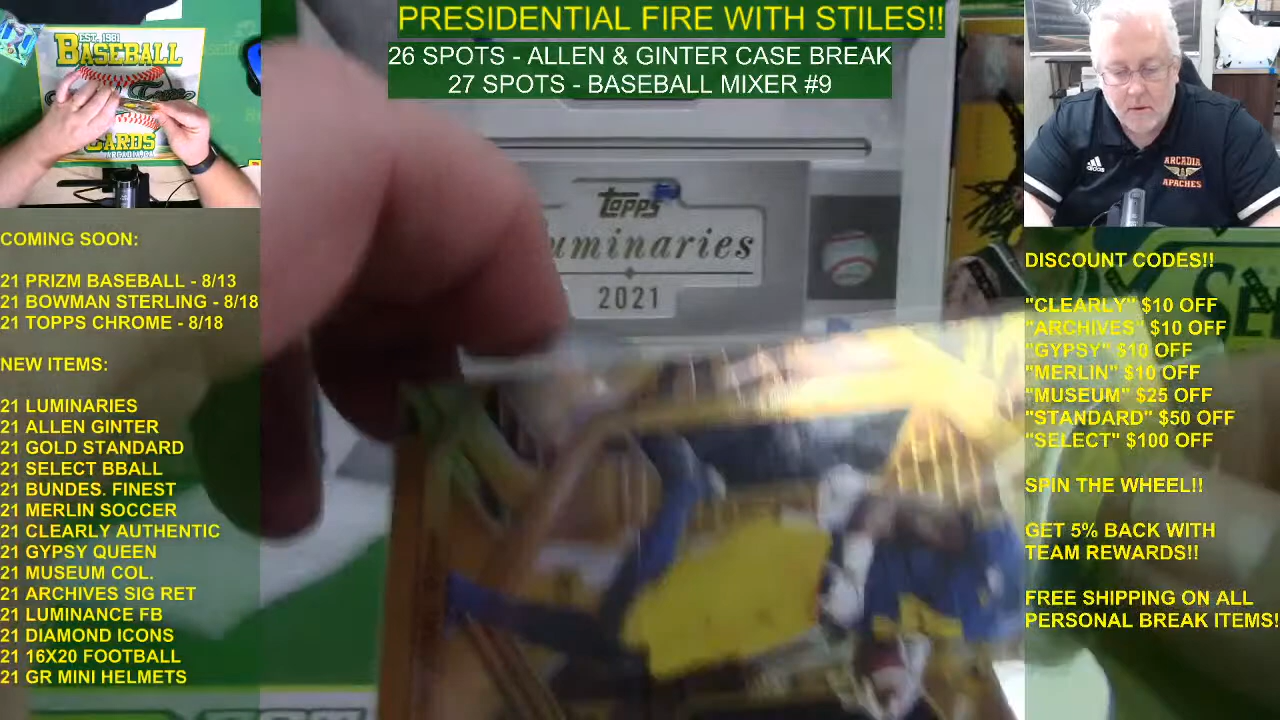 PRESIDENTIAL FIRE WITH STILES!!
26 SPOTS - ALLEN & GINTER CASE BREAK
27 SPOTS - BASEBALL MIXER #9
EST. 1981
BASEBALL
CARDS
ARCADIA, CA
COMING SOON:
21 PRIZM BASEBALL - 8/13
21 BOWMAN STERLING - 8/18
21 TOPPS CHROME - 8/18
NEW ITEMS:
21 LUMINARIES
21 ALLEN GINTER
21 GOLD STANDARD
21 SELECT BBALL
21 BUNDES. FINEST
21 MERLIN SOCCER
21 CLEARLY AUTHENTIC
21 GYPSY QUEEN
21 MUSEUM COL.
21 ARCHIVES SIG RET
21 LUMINANCE FB
21 DIAMOND ICONS
21 16X20 FOOTBALL
21 GR MINI HELMETS
TOPPS
uminaries
2021
adidas
ARCADIA
APACHES
DISCOUNT CODES!!
"CLEARLY" $10 OFF
"ARCHIVES" $10 OFF
"GYPSY" $10 OFF
"MERLIN" $10 OFF
"MUSEUM" $25 OFF
"STANDARD" $50 OFF
"SELECT" $100 OFF
SPIN THE WHEEL!!
GET 5% BACK WITH
TEAM REWARDS!!
FREE SHIPPING ON ALL
PERSONAL BREAK ITEMS!